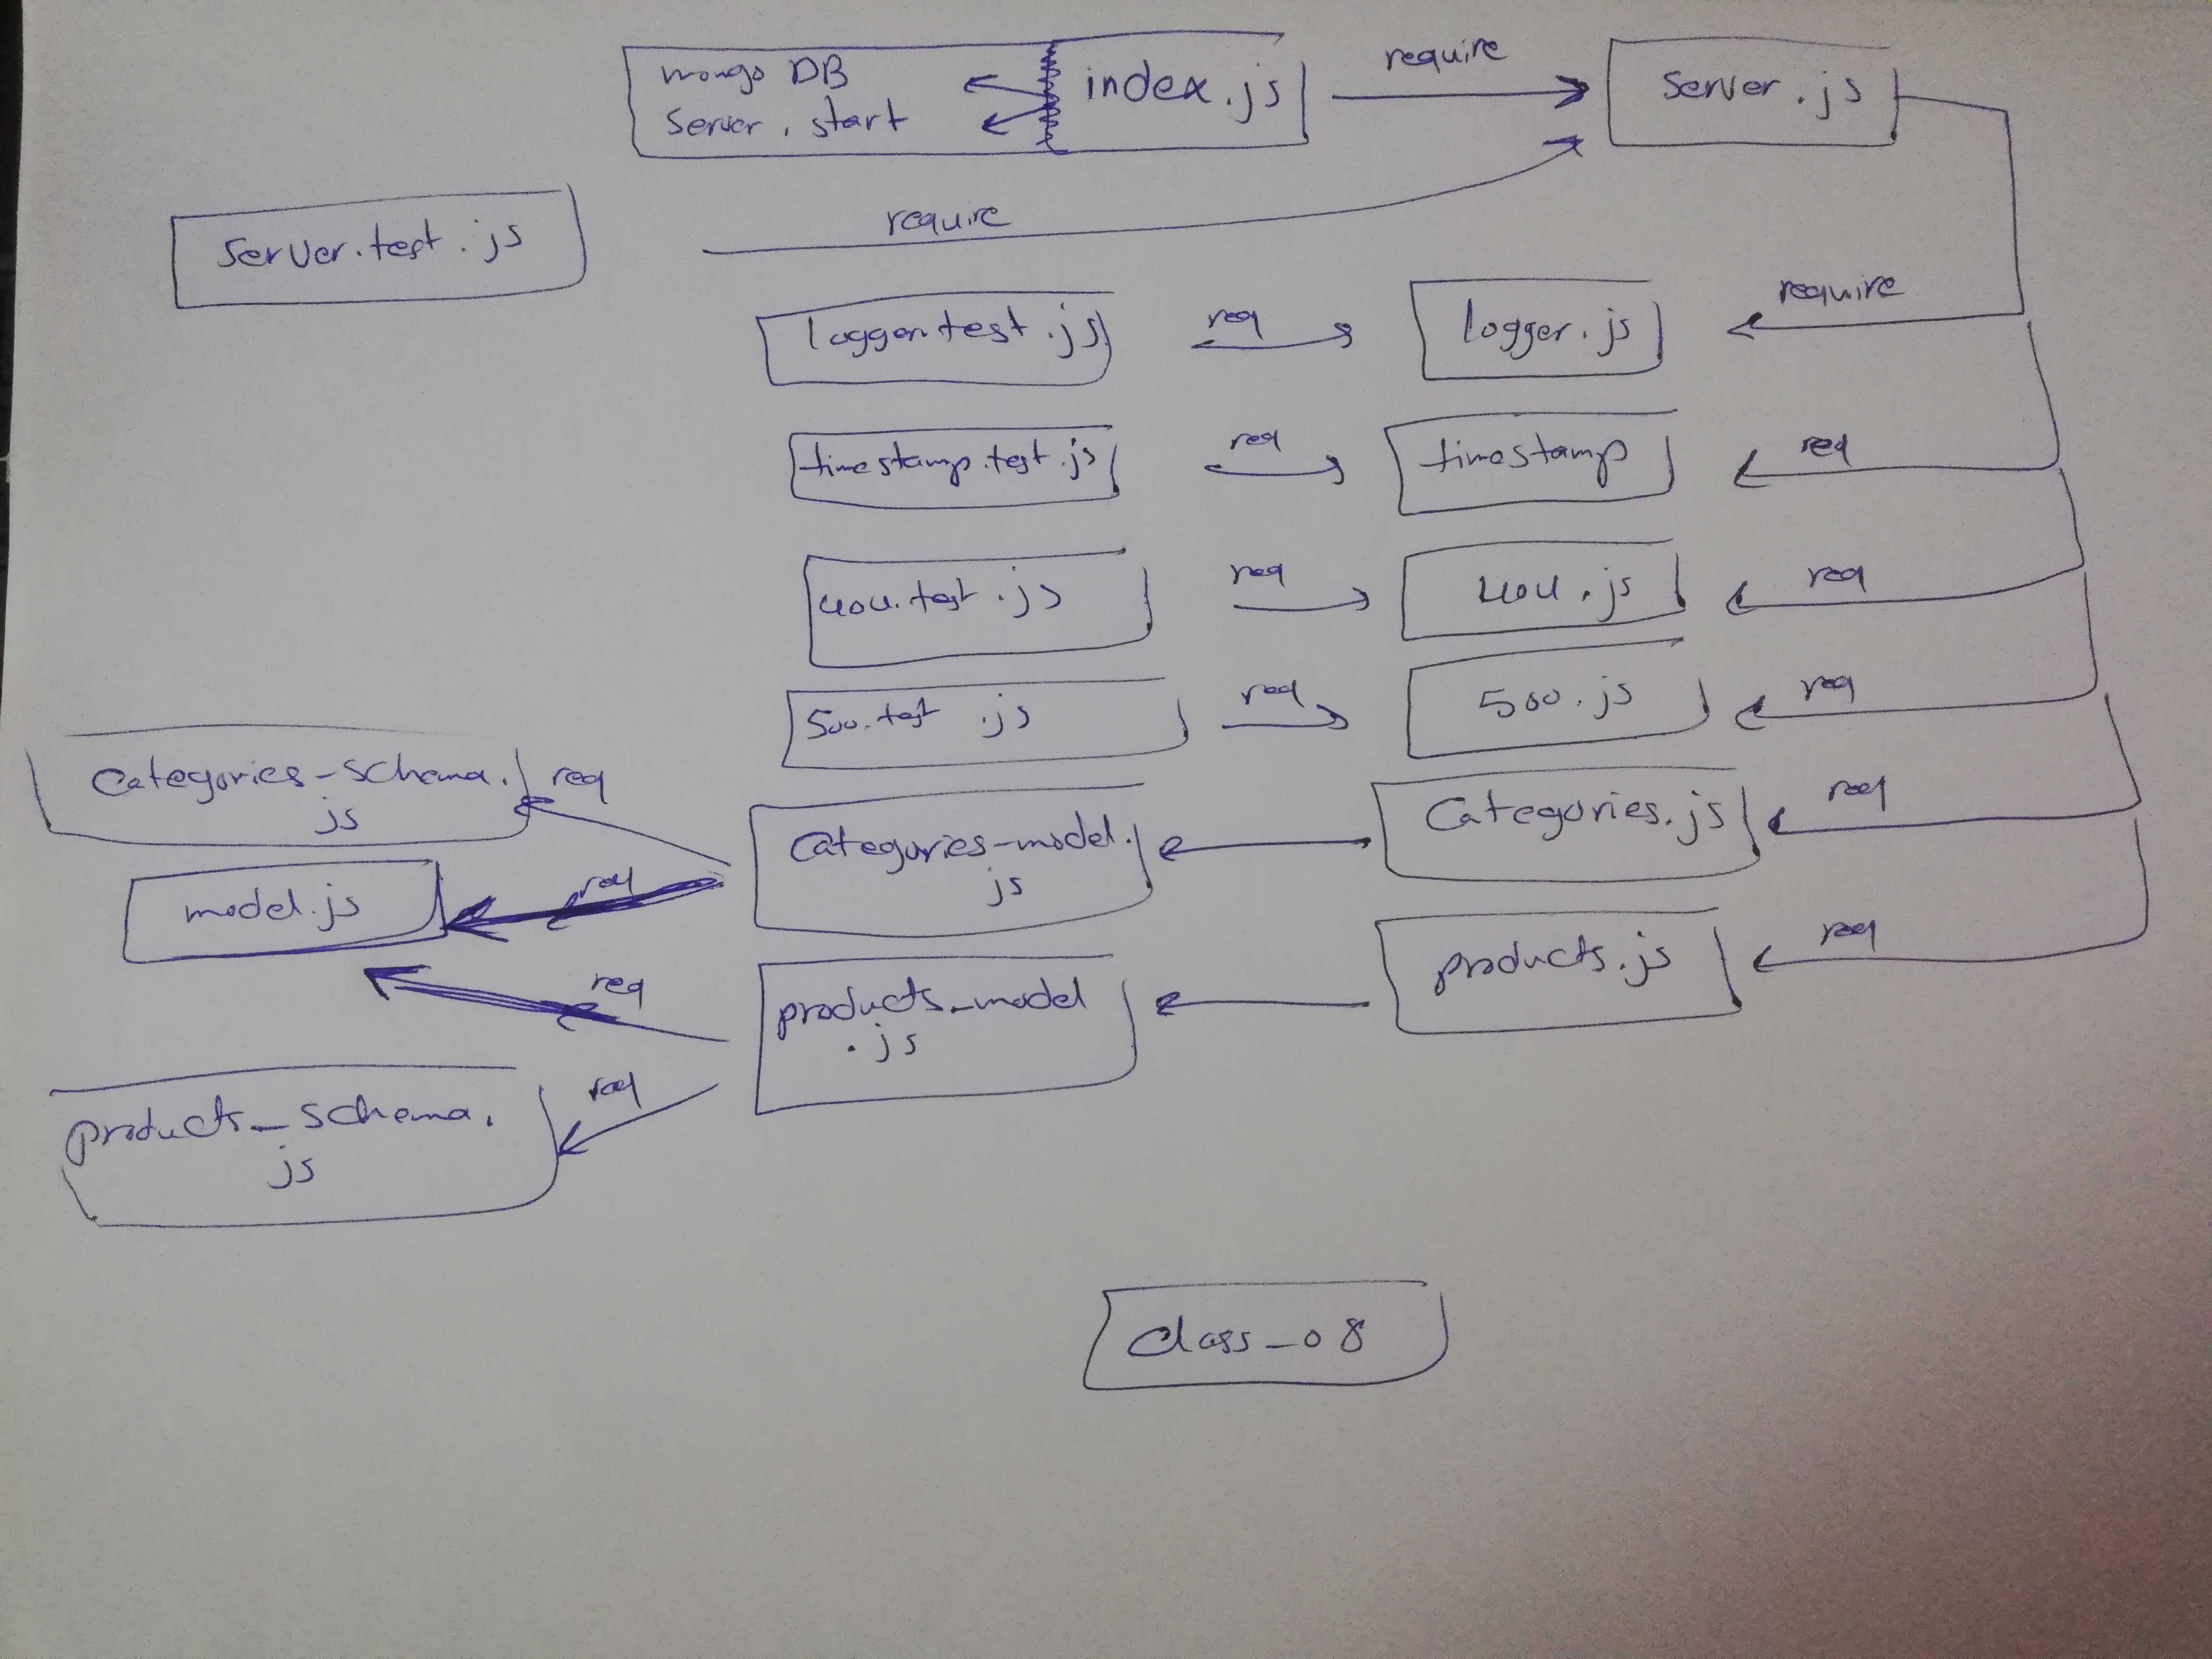 mongo DB
server . start
index.js
require
Server.js
require
Server.test.js
require
logger.test.js
req
logger.js
timestamp.test.js
req
timestamp
req
404.test.js
req
404.js
req
500.test .js
req
500.js
req
Categories-schema.
js
req
Categories-model.
js
Categories.js
req
model.js
req
products-model
.js
products.js
req
req
products-schema.
js
req
class-08